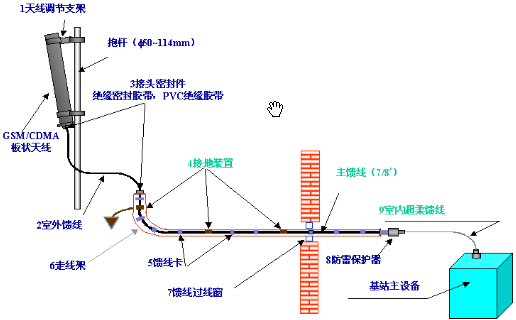 1天线调节支架
抱杆（ϕ60~114mm）
3接头密封件
绝缘密封胶带，PVC绝缘胶带
GSM/CDMA
板状天线
4接地装置
主馈线（7/8"）
9室内超柔馈线
2室外馈线
6走线架
5馈线卡
7馈线过线窗
8防雷保护器
基站主设备